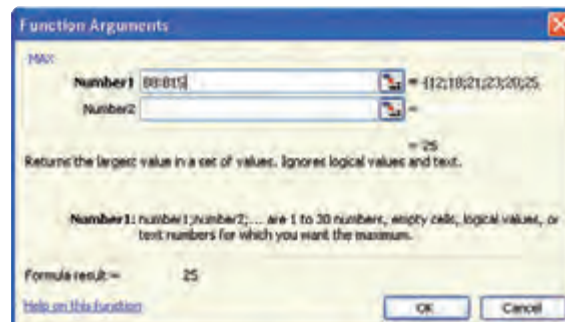 Function Arguments
MAX
Number1 B8:B15 = {12;18;21;23;20;25
Number2 =
= 25
Returns the largest value in a set of values. Ignores logical values and text.
Number1: number1;number2;... are 1 to 30 numbers, empty cells, logical values, or
text numbers for which you want the maximum.
Formula result = 25
Help on this function OK Cancel